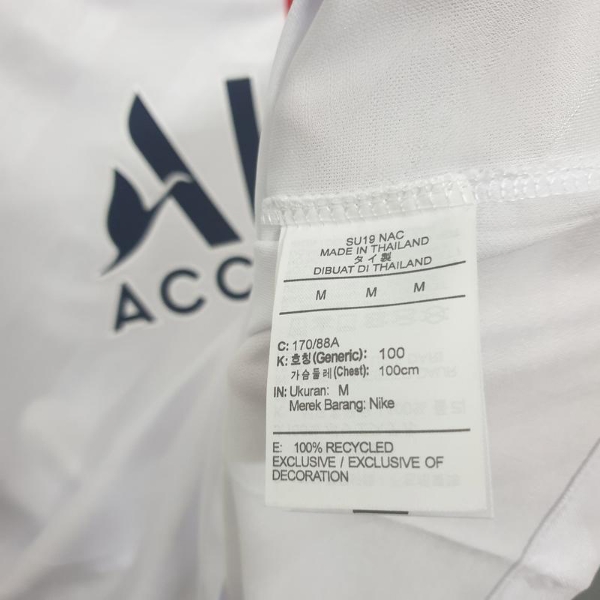 AL
ACC
SU19 NAC
MADE IN THAILAND
タイ製
DIBUAT DI THAILAND
M M M
C: 170/88A
K: 호칭(Generic): 100
가슴둘레(Chest): 100cm
IN: Ukuran: M
Merek Barang: Nike
E: 100% RECYCLED
EXCLUSIVE / EXCLUSIVE OF
DECORATION